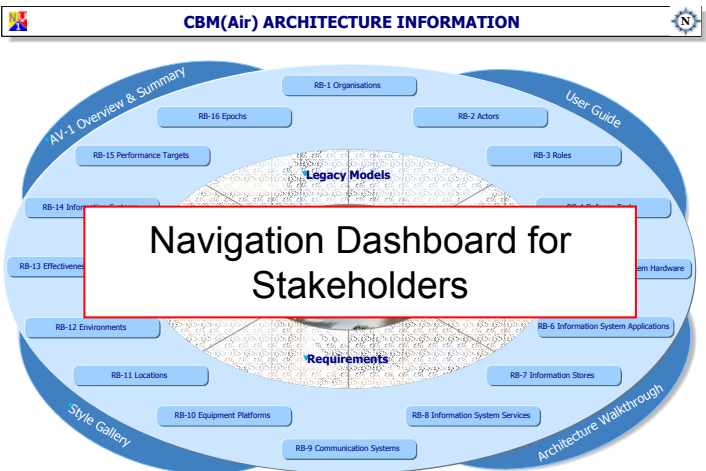 CBM(Air) ARCHITECTURE INFORMATION
N
AV-1 Overview & Summary
User Guide
RB-1 Organisations
RB-16 Epochs
RB-2 Actors
RB-15 Performance Targets
RB-3 Roles
Legacy Models
RB-14
Navigation Dashboard for
Stakeholders
RB-13
Hardware
RB-12 Environments
RB-6 Information System Applications
Requirements
RB-11 Locations
RB-7 Information Stores
RB-10 Equipment Platforms
RB-8 Information System Services
RB-9 Communication Systems
Style Gallery
Architecture Walkthrough